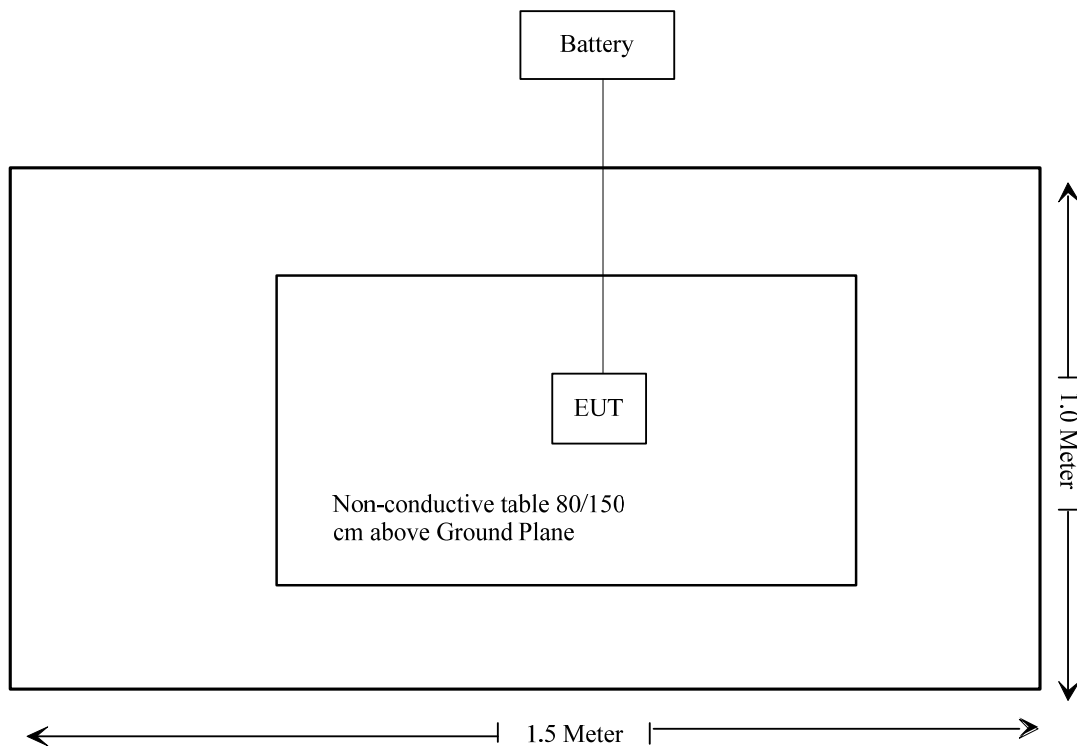 Battery
EUT
Non-conductive table 80/150
cm above Ground Plane
1.0 Meter
1.5 Meter